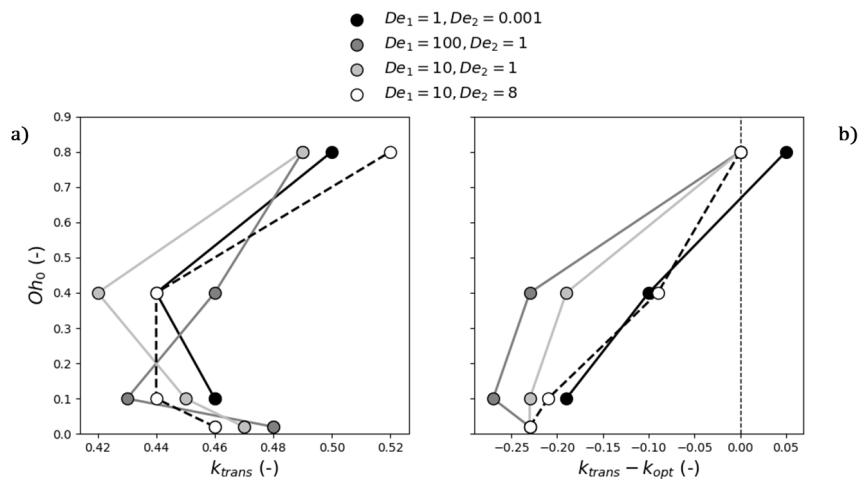 De₁ = 1, De₂ = 0.001
De₁ = 100, De₂ = 1
De₁ = 10, De₂ = 1
De₁ = 10, De₂ = 8
a)
b)
0.9
0.8
0.7
0.6
0.5
0.4
0.3
0.2
0.1
0.0
Oh₀ (-)
0.42 0.44 0.46 0.48 0.50 0.52
k_trans (-)
−0.25 −0.20 −0.15 −0.10 −0.05 0.00 0.05
k_trans − k_opt (-)